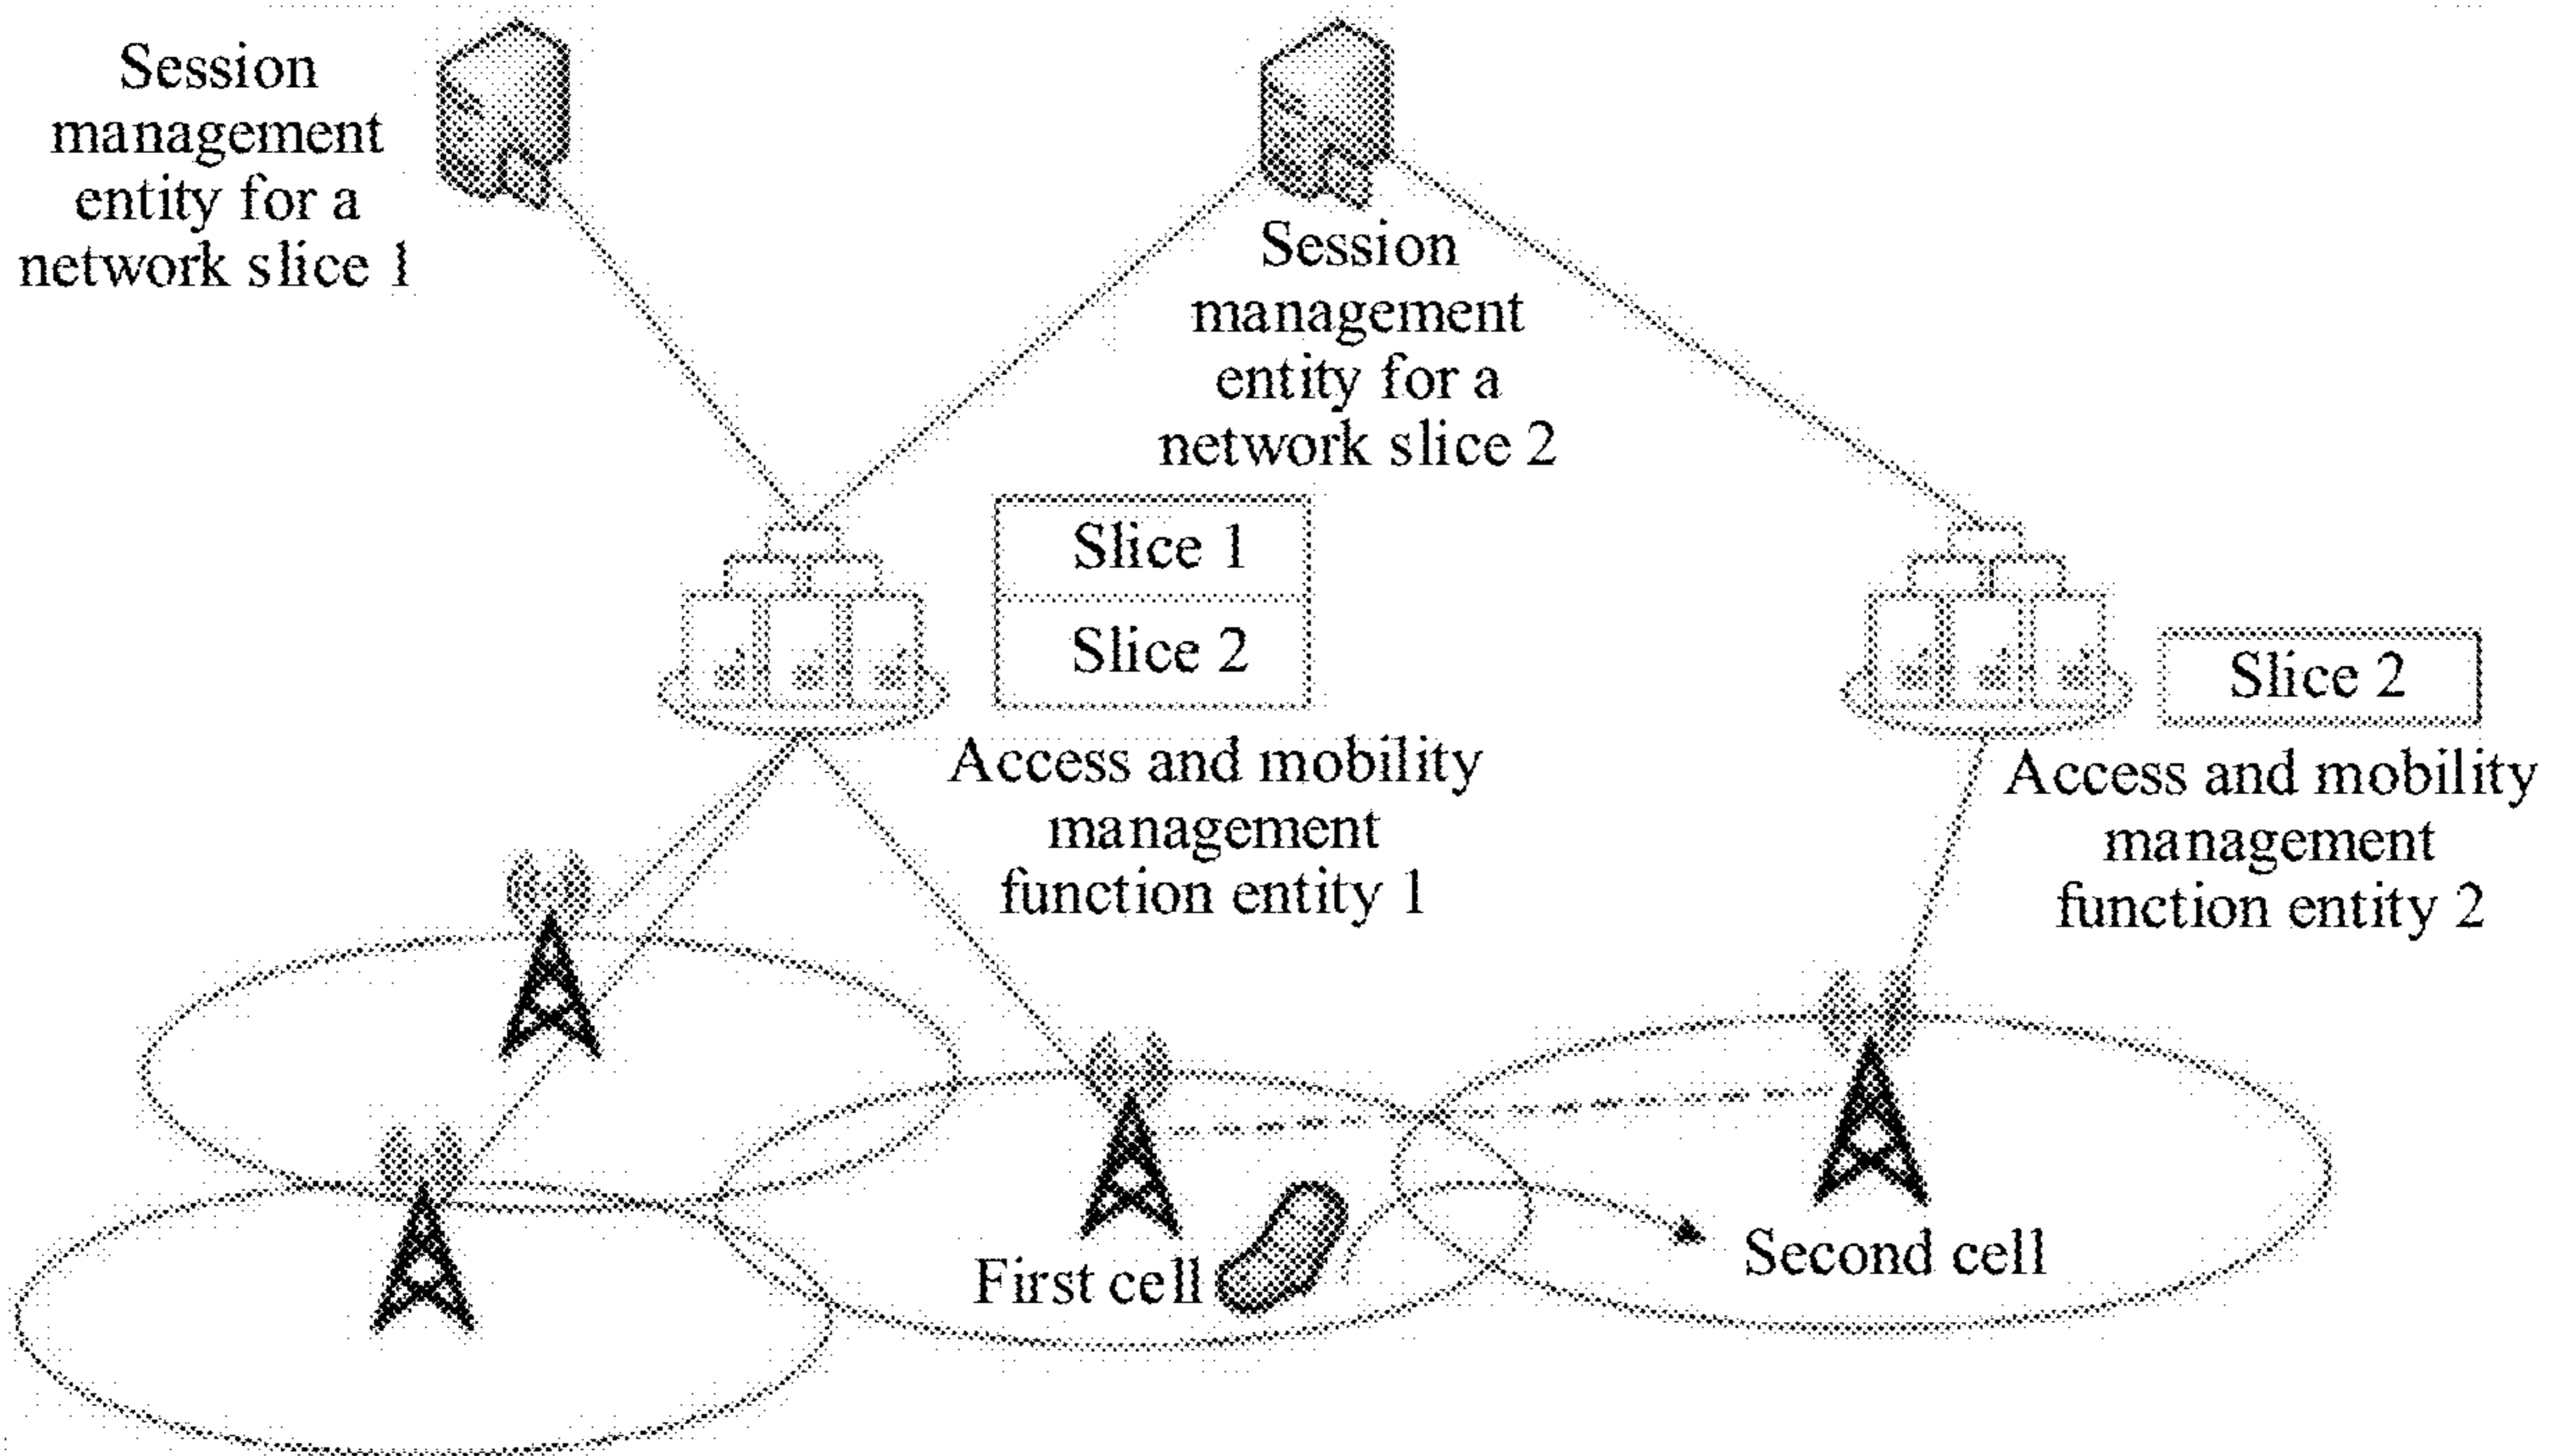 Session
management
entity for a
network slice 1
Session
management
entity for a
network slice 2
Slice 1
Slice 2
Access and mobility
management
function entity 1
Slice 2
Access and mobility
management
function entity 2
First cell
Second cell